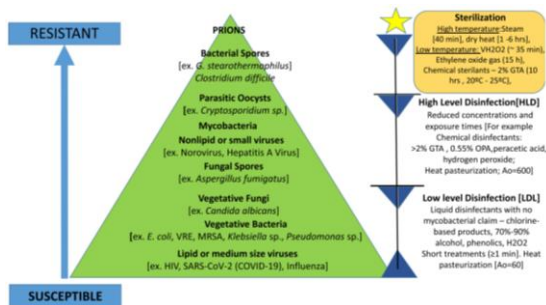 RESISTANT
SUSCEPTIBLE
PRIONS
Bacterial Spores
[ex. G. stearothermophilus]
Clostridium difficile
Parasitic Oocysts
[ex. Cryptosporidium sp.]
Mycobacteria
Nonlipid or small viruses
[ex. Norovirus, Hepatitis A Virus]
Fungal Spores
[ex. Aspergillus fumigatus]
Vegetative Fungi
[ex. Candida albicans]
Vegetative Bacteria
[ex. E. coli, VRE, MRSA, Klebsiella sp., Pseudomonas sp.]
Lipid or medium size viruses
[ex. HIV, SARS-CoV-2 (COVID-19), Influenza]
Sterilization
High temperature:Steam
[40 min], dry heat [1 -6 hrs],
Low temperature: VH2O2 (~ 35 min),
Ethylene oxide gas (15 h),
Chemical sterilants – 2% GTA (10
hrs , 20ºC - 25ºC),
High Level Disinfection[HLD]
Reduced concentrations and
exposure times [For example
Chemical disinfectants:
>2% GTA , 0.55% OPA,peracetic acid,
hydrogen peroxide;
Heat pasteurization; Ao=600]
Low level Disinfection [LDL]
Liquid disinfectants with no
mycobacterial claim – chlorine-
based products, 70%-90%
alcohol, phenolics, H2O2
Short treatments (≥1 min). Heat
pasteurization [Ao=60]